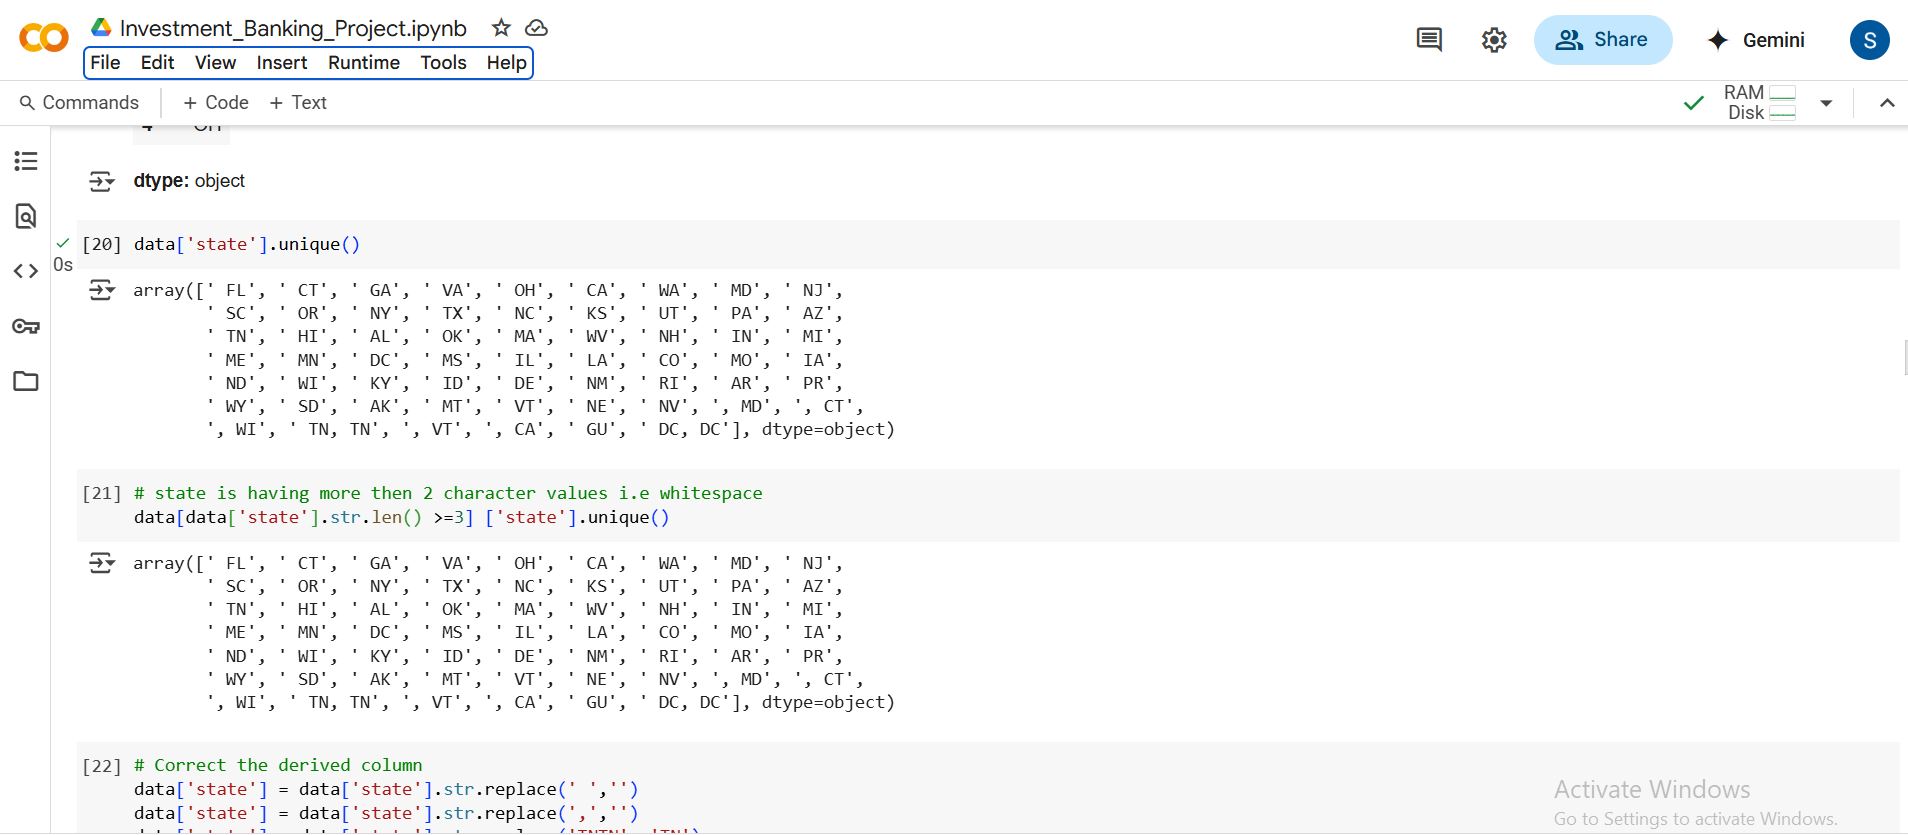 Investment_Banking_Project.ipynb
File Edit View Insert Runtime Tools Help
Share
Gemini
S
Commands + Code + Text
RAM
Disk
dtype: object
[20] data['state'].unique()
0s
array([' FL', ' CT', ' GA', ' VA', ' OH', ' CA', ' WA', ' MD', ' NJ',
' SC', ' OR', ' NY', ' TX', ' NC', ' KS', ' UT', ' PA', ' AZ',
' TN', ' HI', ' AL', ' OK', ' MA', ' WV', ' NH', ' IN', ' MI',
' ME', ' MN', ' DC', ' MS', ' IL', ' LA', ' CO', ' MO', ' IA',
' ND', ' WI', ' KY', ' ID', ' DE', ' NM', ' RI', ' AR', ' PR',
' WY', ' SD', ' AK', ' MT', ' VT', ' NE', ' NV', ', MD', ', CT',
', WI', ' TN, TN', ', VT', ', CA', ' GU', ' DC, DC'], dtype=object)
[21] # state is having more then 2 character values i.e whitespace
data[data['state'].str.len() >=3] ['state'].unique()
array([' FL', ' CT', ' GA', ' VA', ' OH', ' CA', ' WA', ' MD', ' NJ',
' SC', ' OR', ' NY', ' TX', ' NC', ' KS', ' UT', ' PA', ' AZ',
' TN', ' HI', ' AL', ' OK', ' MA', ' WV', ' NH', ' IN', ' MI',
' ME', ' MN', ' DC', ' MS', ' IL', ' LA', ' CO', ' MO', ' IA',
' ND', ' WI', ' KY', ' ID', ' DE', ' NM', ' RI', ' AR', ' PR',
' WY', ' SD', ' AK', ' MT', ' VT', ' NE', ' NV', ', MD', ', CT',
', WI', ' TN, TN', ', VT', ', CA', ' GU', ' DC, DC'], dtype=object)
[22] # Correct the derived column
data['state'] = data['state'].str.replace(' ','')
data['state'] = data['state'].str.replace(',','')
Activate Windows
Go to Settings to activate Windows.